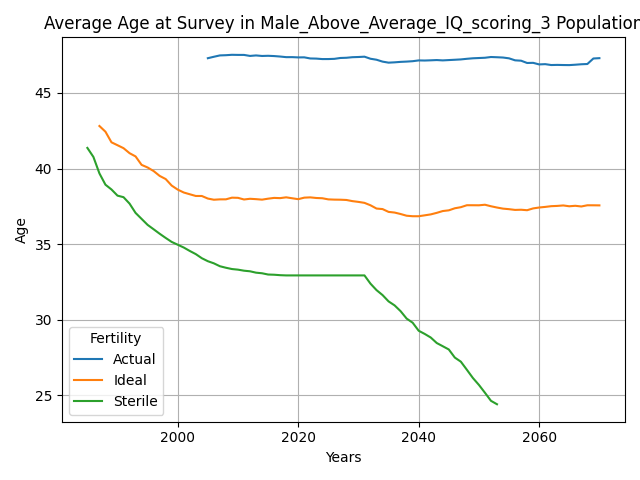 Average Age at Survey in Male_Above_Average_IQ_scoring_3 Population
Age
45
40
35
30
25
Fertility
Actual
Ideal
Sterile
2000 2020 2040 2060
Years